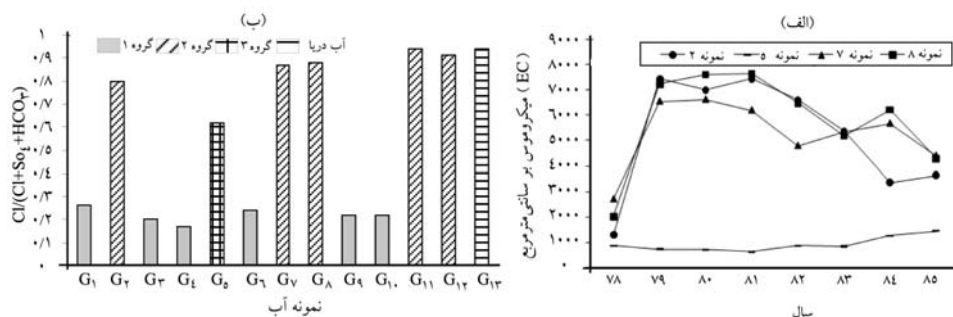 (الف)
۹۰۰۰
۸۰۰۰
۷۰۰۰
۶۰۰۰
۵۰۰۰
۴۰۰۰
۳۰۰۰
۲۰۰۰
۱۰۰۰
۰
میکروموس بر سانتی‌مترمربع (EC)
نمونه ۲ نمونه ۵ نمونه ۷ نمونه ۸
۷۸ ۷۹ ۸۰ ۸۱ ۸۲ ۸۳ ۸۴ ۸۵
سال
(ب)
۱
۰/۹
۰/۸
۰/۷
۰/۶
۰/۵
۰/۴
۰/۳
۰/۲
۰/۱
۰
Cl/(Cl+So₄+HCO₃)
گروه ۱ گروه ۲ گروه ۳ آب دریا
G۱ G۲ G۳ G۴ G۵ G۶ G۷ G۸ G۹ G۱۰ G۱۱ G۱۲ G۱۳
نمونه آب